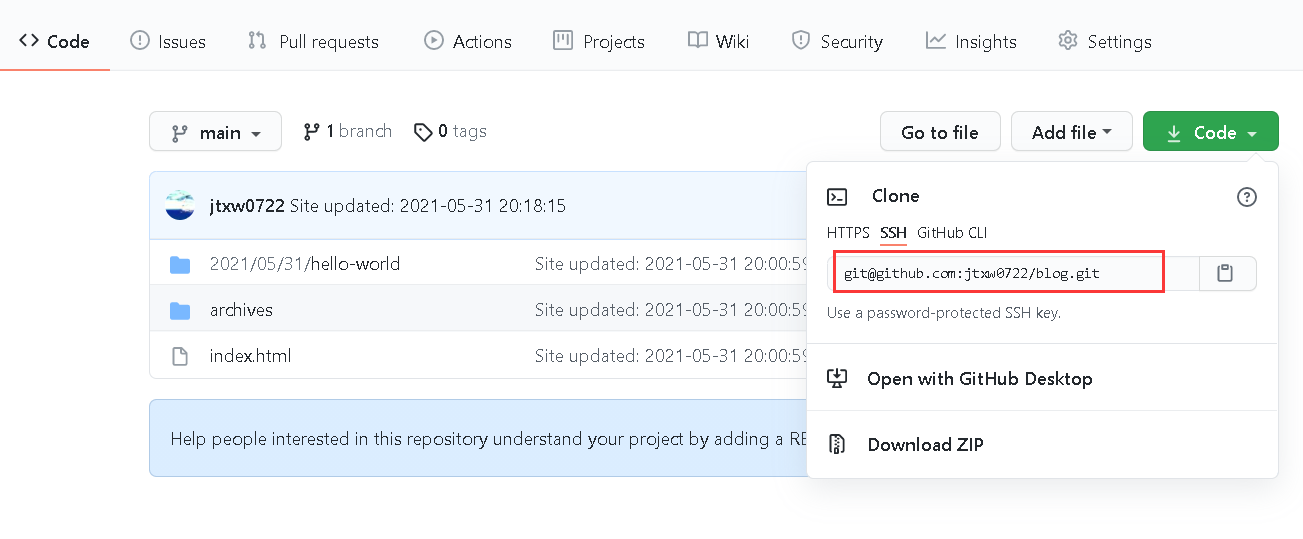 Code Issues Pull requests Actions Projects Wiki Security Insights Settings
main 1 branch 0 tags Go to file Add file Code
jtxw0722 Site updated: 2021-05-31 20:18:15
2021/05/31/hello-world Site updated: 2021-05-31 20:00:59
archives Site updated: 2021-05-31 20:00:59
index.html Site updated: 2021-05-31 20:00:59
Help people interested in this repository understand your project by adding a RE
Clone
HTTPS SSH GitHub CLI
git@github.com:jtxw0722/blog.git
Use a password-protected SSH key.
Open with GitHub Desktop
Download ZIP